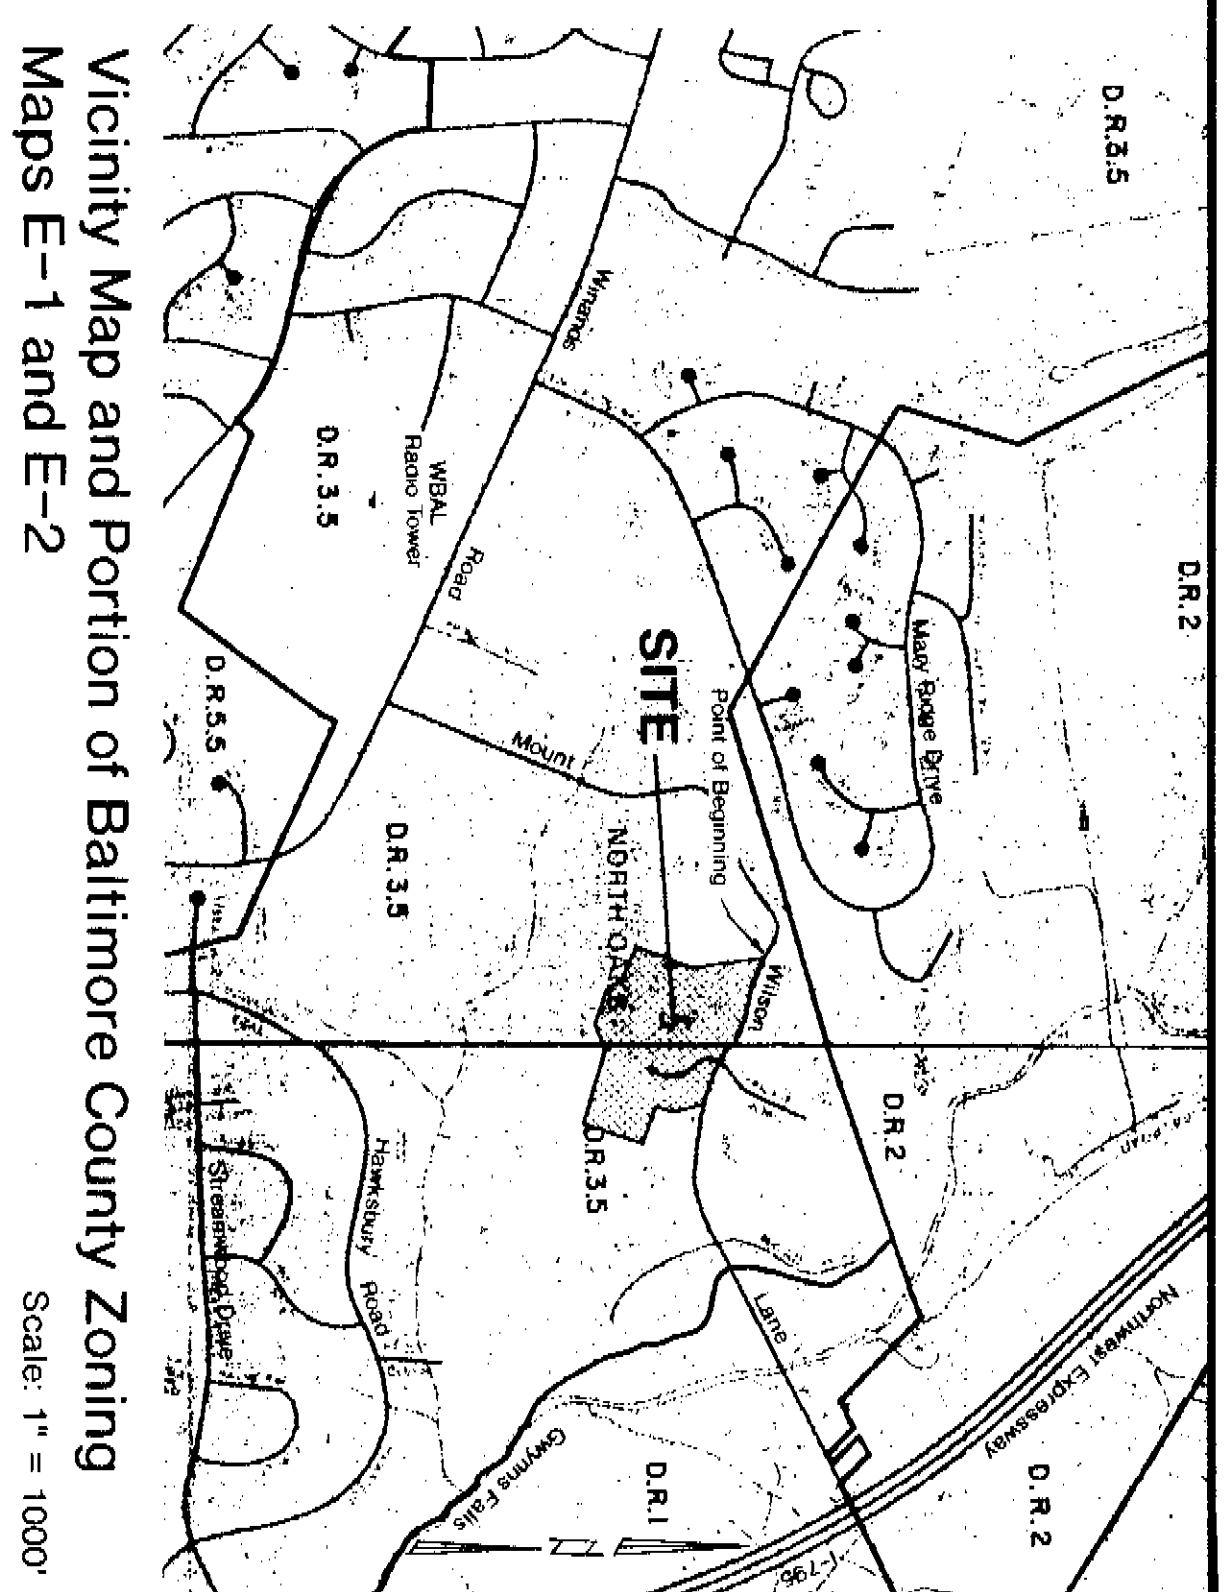 D.R.3.5
D.R.2
Winands
WBAL
Radio Tower
D.R.3.5
Road
Mary Ridge Drive
SITE
Point of Beginning
Mount
D.R.5.5
D.R.3.5
NORTH OAKS
Wilson
D.R.2
D.R.3.5
Hawksbury
Road
Streamwood Drive
Lane
Northwest Expressway
Gwynns Falls
D.R.1
D.R.2
I-795
Vicinity Map and Portion of Baltimore County Zoning
Maps E-1 and E-2
Scale: 1" = 1000'